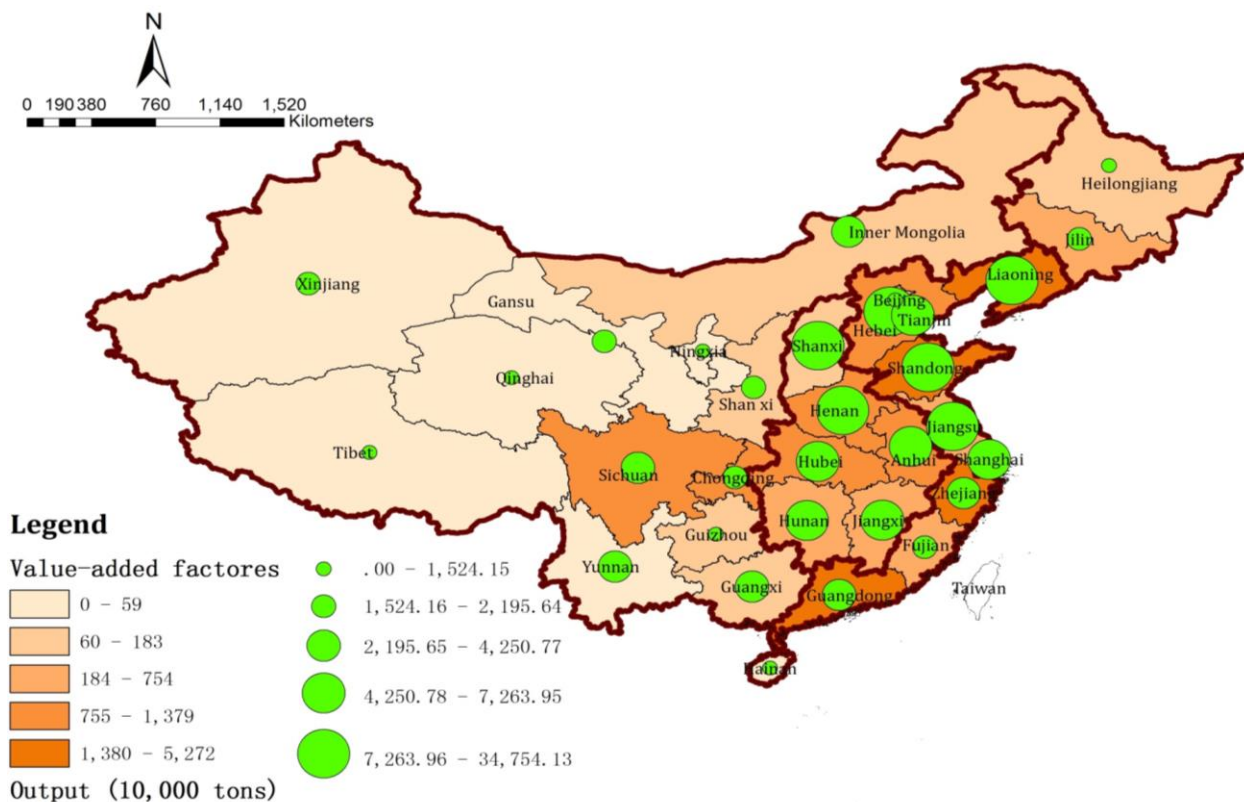 N
0 190 380 760 1,140 1,520
Kilometers
Heilongjiang
Inner Mongolia
Jilin
Xinjiang
Liaoning
Gansu
Beijing
Tianjin
Hebei
Shanxi
Ningxia
Shandong
Qinghai
Shan xi
Henan
Jiangsu
Tibet
Sichuan
Hubei
Anhui
Shanghai
Chongqing
Zhejiang
Hunan
Jiangxi
Guizhou
Fujian
Yunnan
Taiwan
Guangxi
Guangdong
Hainan
Legend
Value-added factores
0 - 59
60 - 183
184 - 754
755 - 1,379
1,380 - 5,272
Output (10,000 tons)
.00 - 1,524.15
1,524.16 - 2,195.64
2,195.65 - 4,250.77
4,250.78 - 7,263.95
7,263.96 - 34,754.13